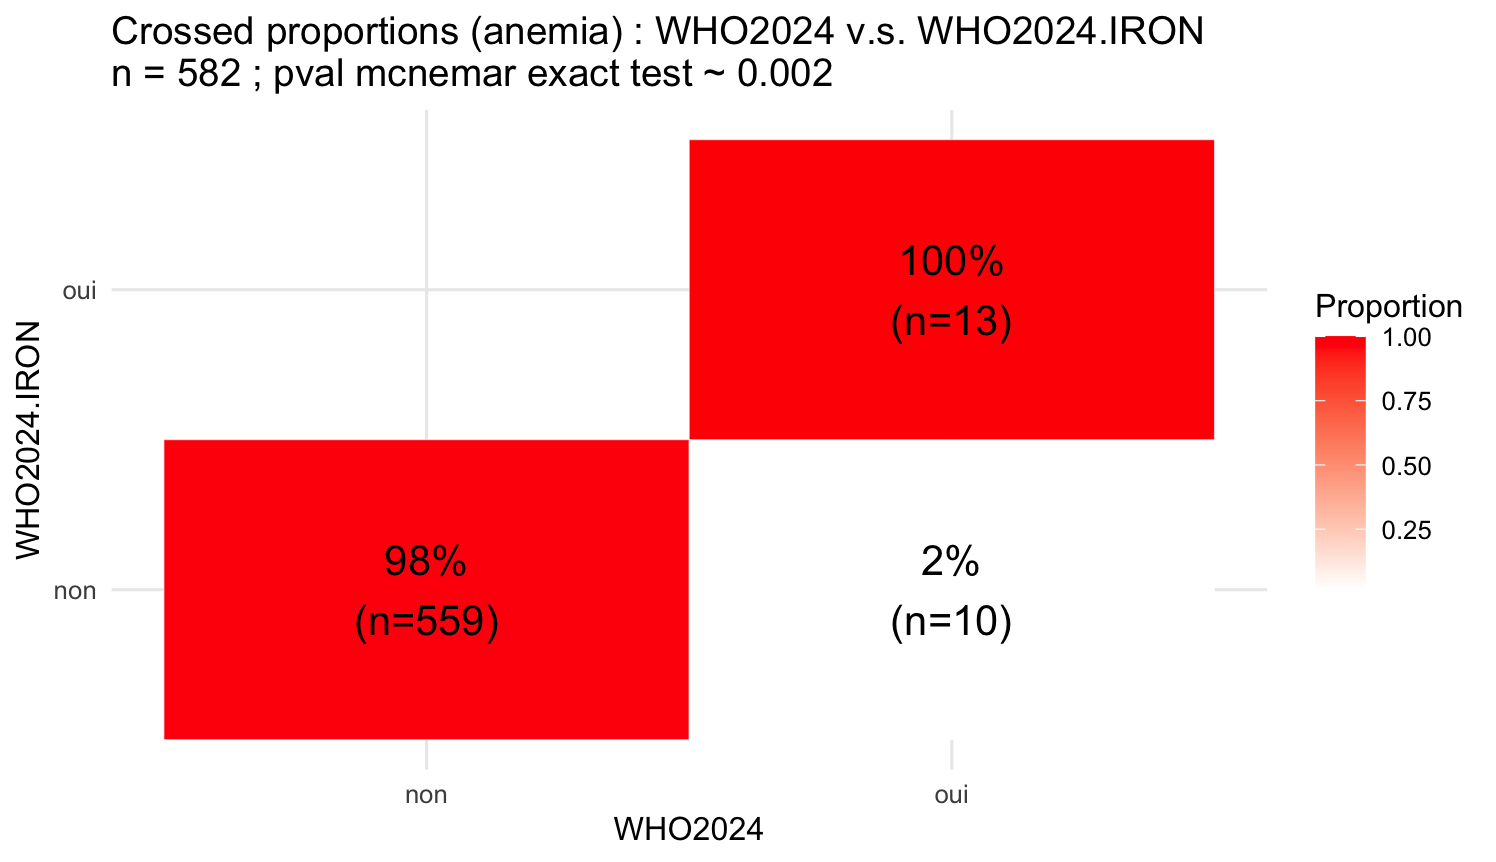 Crossed proportions (anemia) : WHO2024 v.s. WHO2024.IRON
n = 582 ; pval mcnemar exact test ~ 0.002
WHO2024.IRON
oui
non
100%
(n=13)
98%
(n=559)
2%
(n=10)
non
oui
WHO2024
Proportion
1.00
0.75
0.50
0.25